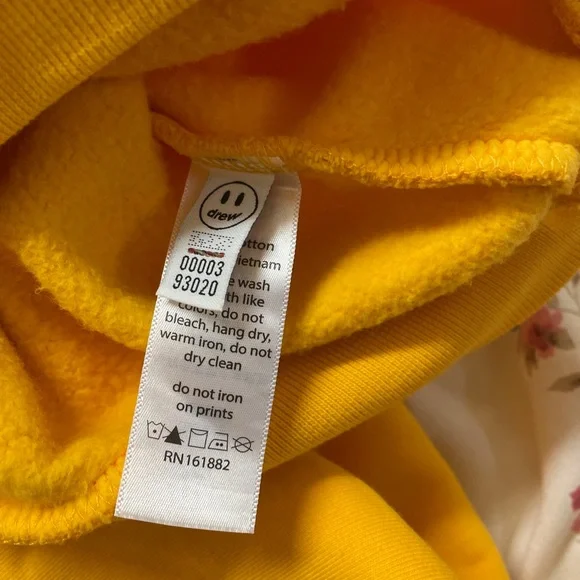 drew
00003
93020
otton
ietnam
e wash
th like
colors, do not
bleach, hang dry,
warm iron, do not
dry clean
do not iron
on prints
RN161882